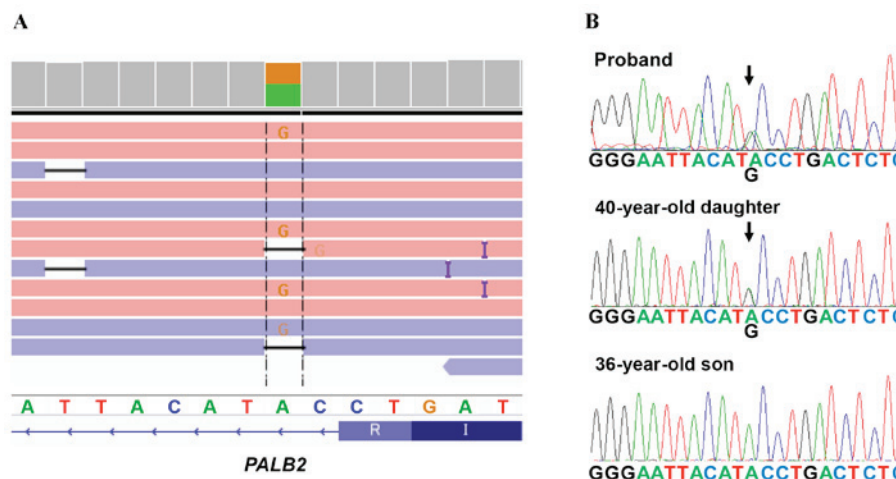 A
G
G
G I
I
G I
G
A T T A C A T A C C T G A T
R I
PALB2
B
Proband
GGGAATTACATACCTGACTCTC
G
40-year-old daughter
GGGAATTACATACCTGACTCTC
G
36-year-old son
GGGAATTACATACCTGACTCTC